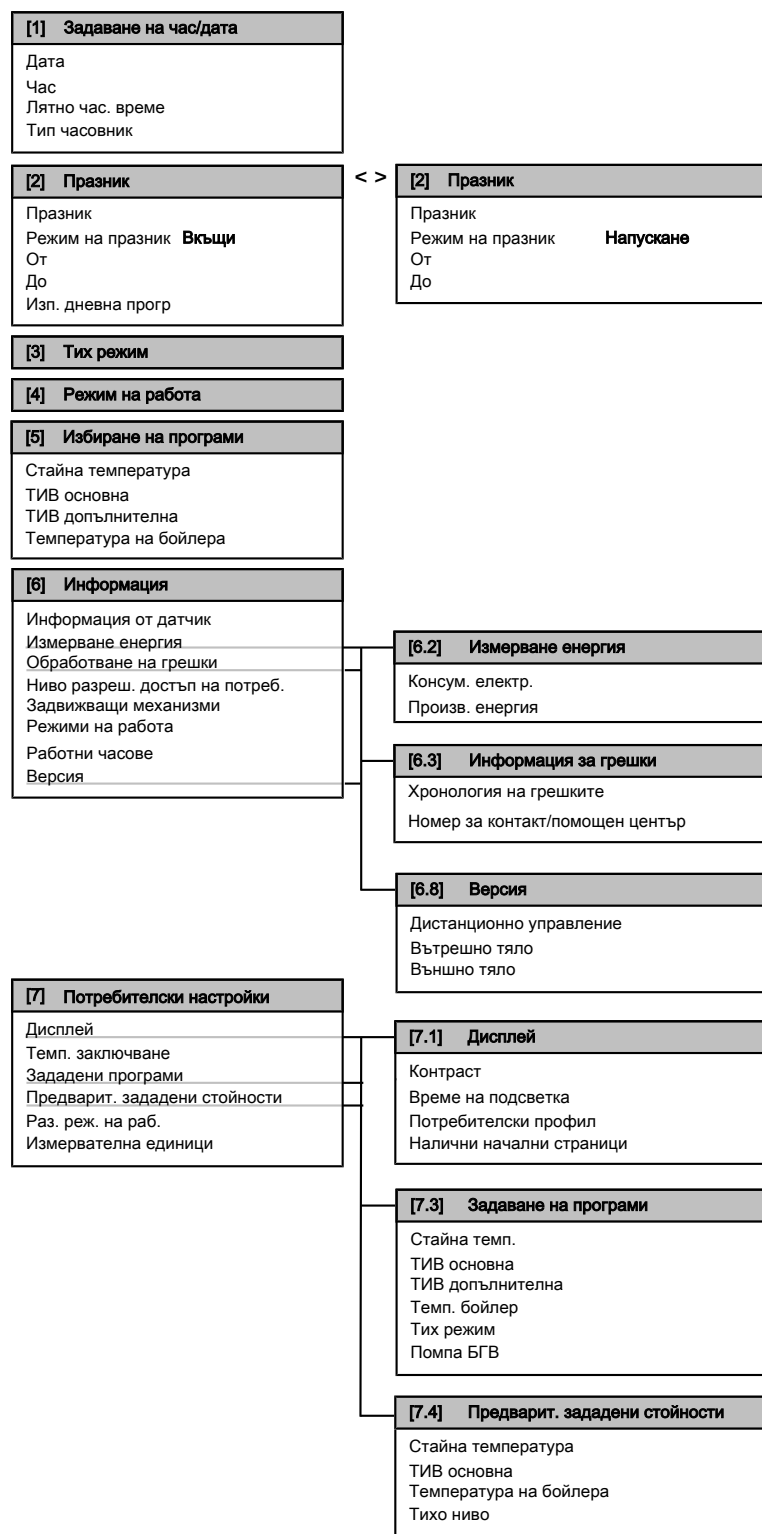 [1] Задаване на час/дата
Дата
Час
Лятно час. време
Тип часовник
[2] Празник
Празник
Режим на празник Вкъщи
От
До
Изп. дневна прогр
< >
[2] Празник
Празник
Режим на празник Напускане
От
До
[3] Тих режим
[4] Режим на работа
[5] Избиране на програми
Стайна температура
ТИВ основна
ТИВ допълнителна
Температура на бойлера
[6] Информация
Информация от датчик
Измерване енергия
Обработване на грешки
Ниво разреш. достъп на потреб.
Задвижващи механизми
Режими на работа
Работни часове
Версия
[6.2] Измерване енергия
Консум. електр.
Произв. енергия
[6.3] Информация за грешки
Хронология на грешките
Номер за контакт/помощен център
[6.8] Версия
Дистанционно управление
Вътрешно тяло
Външно тяло
[7] Потребителски настройки
Дисплей
Темп. заключване
Зададени програми
Предварит. зададени стойности
Раз. реж. на раб.
Измервателна единици
[7.1] Дисплей
Контраст
Време на подсветка
Потребителски профил
Налични начални страници
[7.3] Задаване на програми
Стайна темп.
ТИВ основна
ТИВ допълнителна
Темп. бойлер
Тих режим
Помпа БГВ
[7.4] Предварит. зададени стойности
Стайна температура
ТИВ основна
Температура на бойлера
Тихо ниво